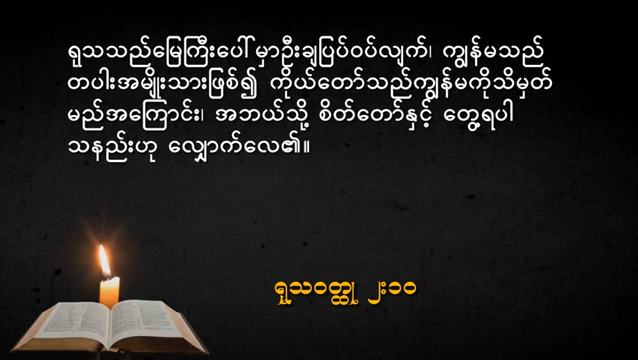 ရုသသည်မြေကြီးပေါ်မှာဦးချပြပ်ဝပ်လျက်၊ ကျွန်မသည်
တပါးအမျိုးသားဖြစ်၍ ကိုယ်တော်သည်ကျွန်မကိုသိမှတ်
မည်အကြောင်း၊ အဘယ်သို့ စိတ်တော်နှင့် တွေ့ရပါ
သနည်းဟု လျှောက်လေ၏။
ရုသဝတ္ထု ၂း၁၀